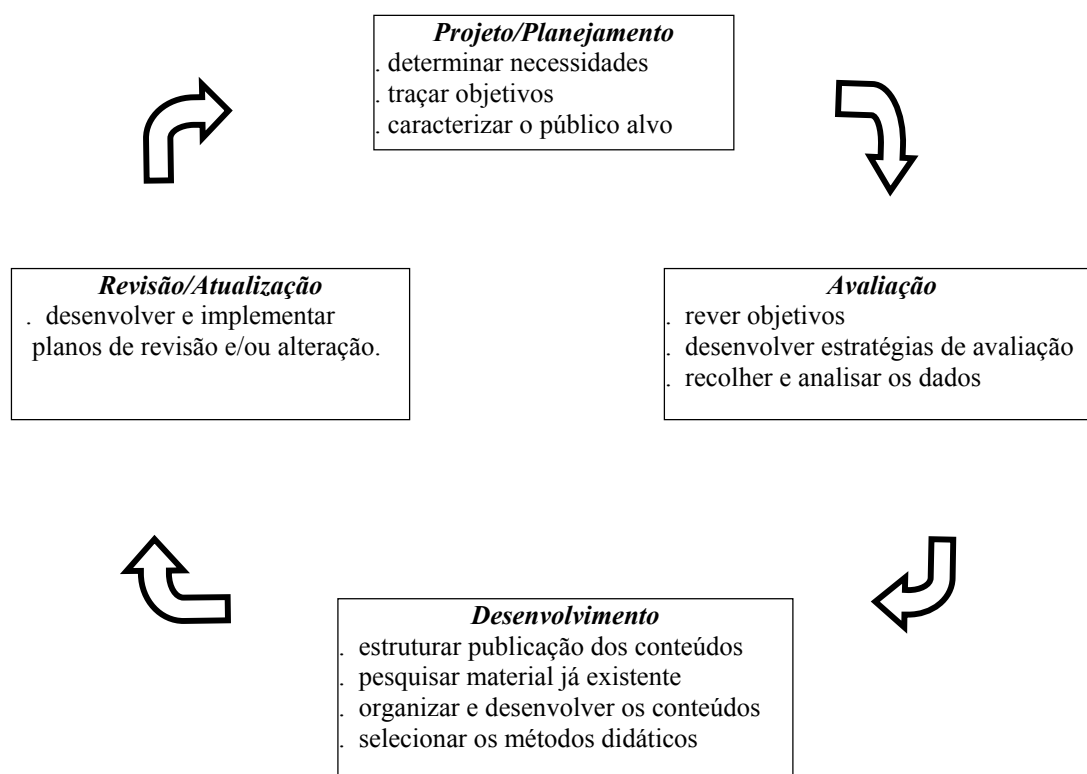 Projeto/Planejamento
. determinar necessidades
. traçar objetivos
. caracterizar o público alvo
Revisão/Atualização
. desenvolver e implementar
planos de revisão e/ou alteração.
Avaliação
. rever objetivos
. desenvolver estratégias de avaliação
. recolher e analisar os dados
Desenvolvimento
. estruturar publicação dos conteúdos
. pesquisar material já existente
. organizar e desenvolver os conteúdos
. selecionar os métodos didáticos